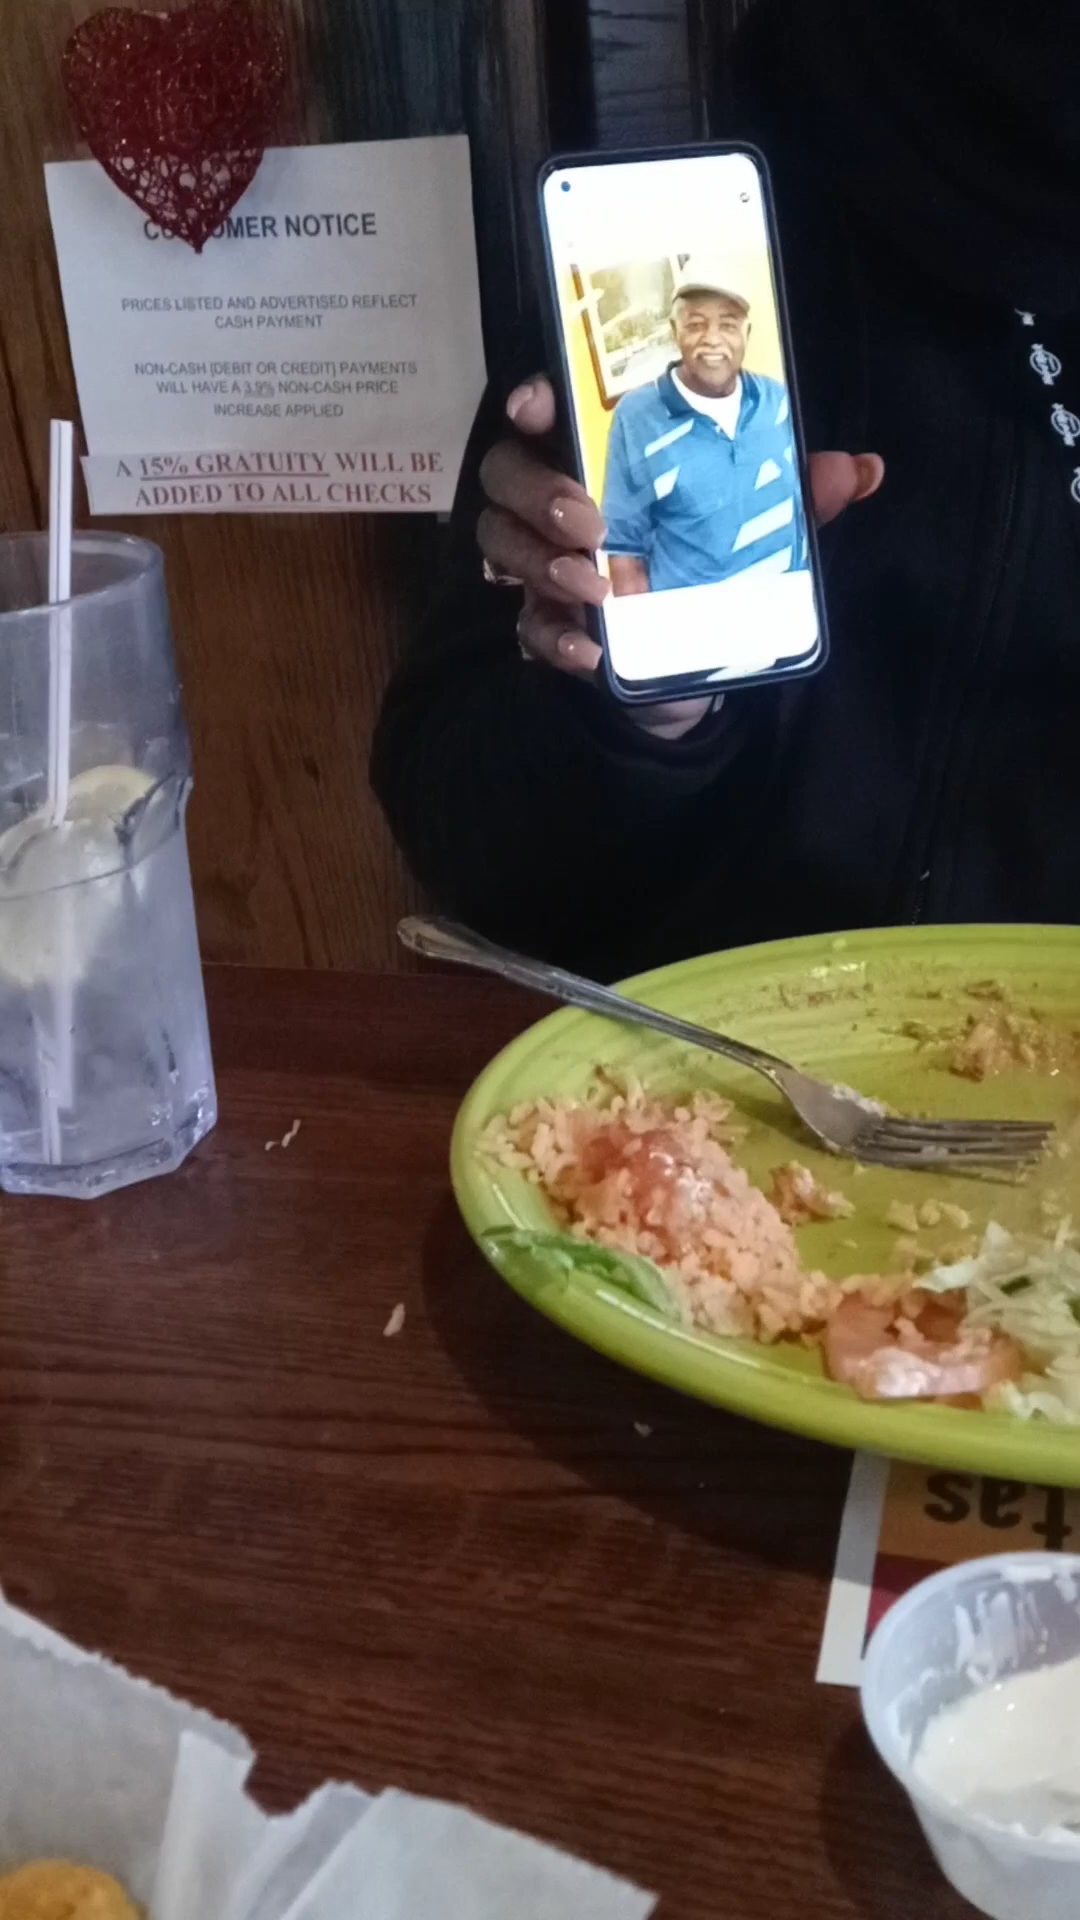 CUSTOMER NOTICE
PRICES LISTED AND ADVERTISED REFLECT
CASH PAYMENT
NON-CASH [DEBIT OR CREDIT] PAYMENTS
WILL HAVE A 3.9% NON-CASH PRICE
INCREASE APPLIED
A 15% GRATUITY WILL BE
ADDED TO ALL CHECKS
tas